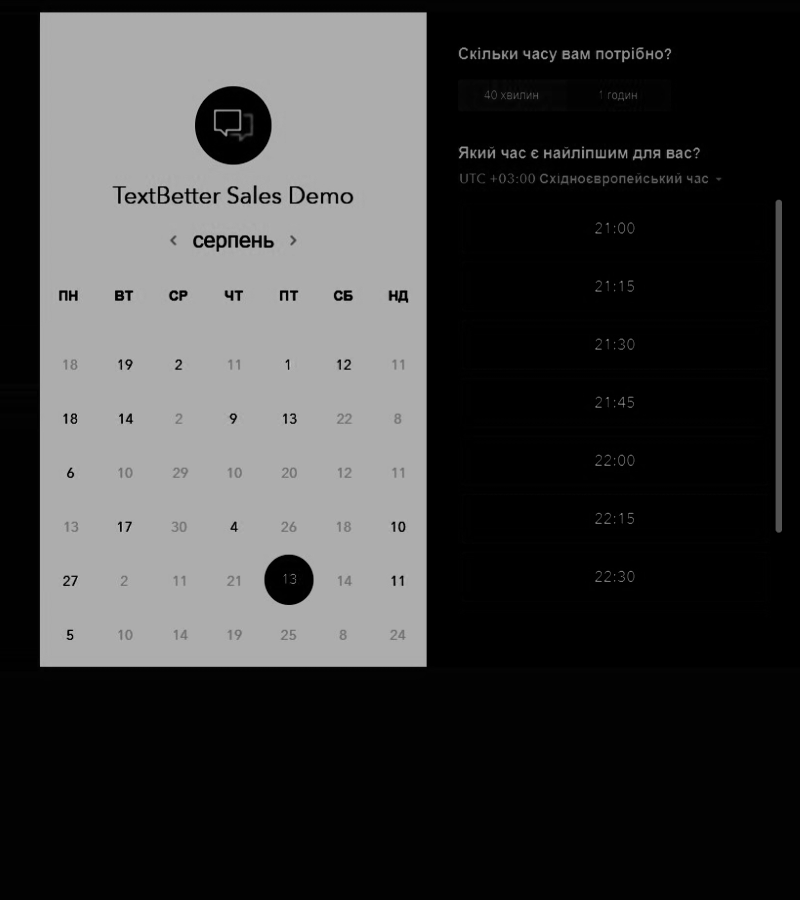 TextBetter Sales Demo
серпень
ПН ВТ СР ЧТ ПТ СБ НД
18 19 2 11 1 12 11
18 14 2 9 13 22 8
6 10 29 10 20 12 11
13 17 30 4 26 18 10
27 2 11 21 13 14 11
5 10 14 19 25 8 24
Скільки часу вам потрібно?
40 хвилин 1 годин
Який час є найліпшим для вас?
UTC +03:00 Східноєвропейський час
21:00
21:15
21:30
21:45
22:00
22:15
22:30